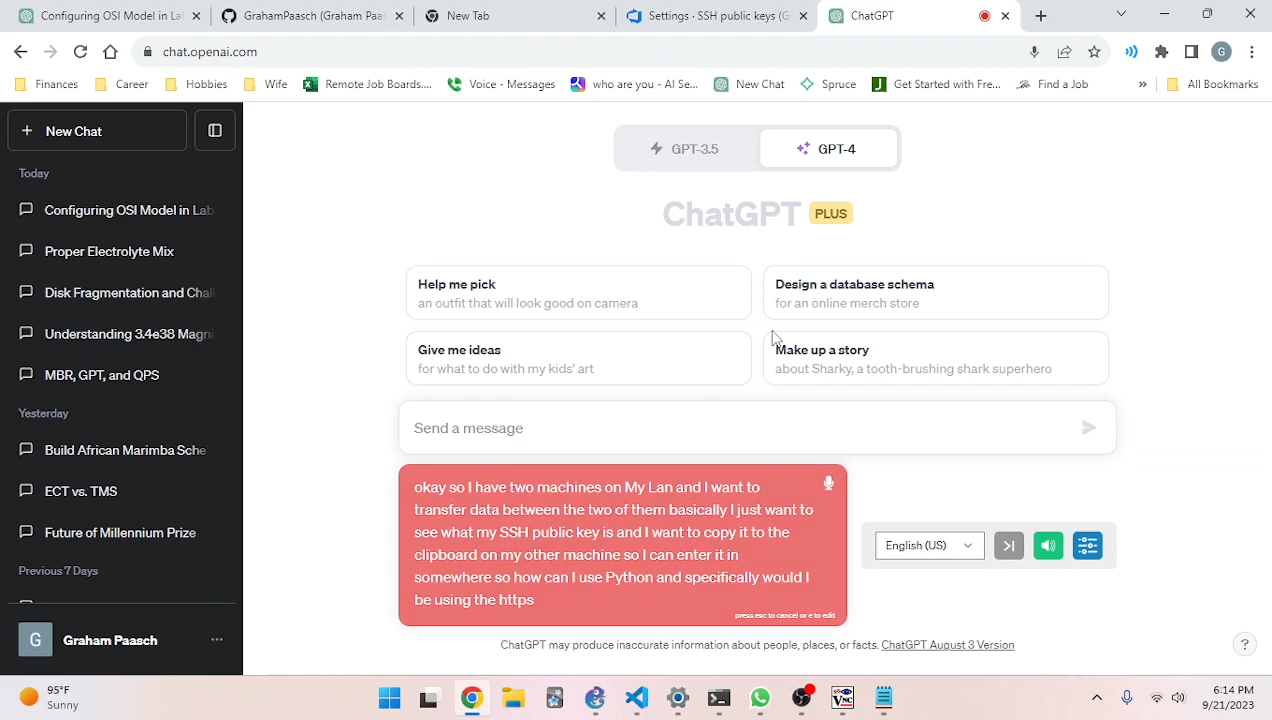 Configuring OSI Model in Lab
GrahamPaasch (Graham Paas
New Tab
Settings · SSH public keys (G
ChatGPT
chat.openai.com
G
Finances
Career
Hobbies
Wife
Remote Job Boards....
Voice - Messages
who are you - AI Se...
New Chat
Spruce
Get Started with Fre...
Find a Job
»
All Bookmarks
+ New Chat
Today
Configuring OSI Model in Lab
Proper Electrolyte Mix
Disk Fragmentation and Chall
Understanding 3.4e38 Magni
MBR, GPT, and QPS
Yesterday
Build African Marimba Sche
ECT vs. TMS
Future of Millennium Prize
Previous 7 Days
G
Graham Paasch
GPT-3.5
GPT-4
ChatGPT PLUS
Help me pick
an outfit that will look good on camera
Design a database schema
for an online merch store
Give me ideas
for what to do with my kids' art
Make up a story
about Sharky, a tooth-brushing shark superhero
Send a message
okay so I have two machines on My Lan and I want to
transfer data between the two of them basically I just want to
see what my SSH public key is and I want to copy it to the
clipboard on my other machine so I can enter it in
somewhere so how can I use Python and specifically would I
be using the https
press esc to cancel or e to edit
English (US)
ChatGPT may produce inaccurate information about people, places, or facts. ChatGPT August 3 Version
?
95°F
Sunny
6:14 PM
9/21/2023